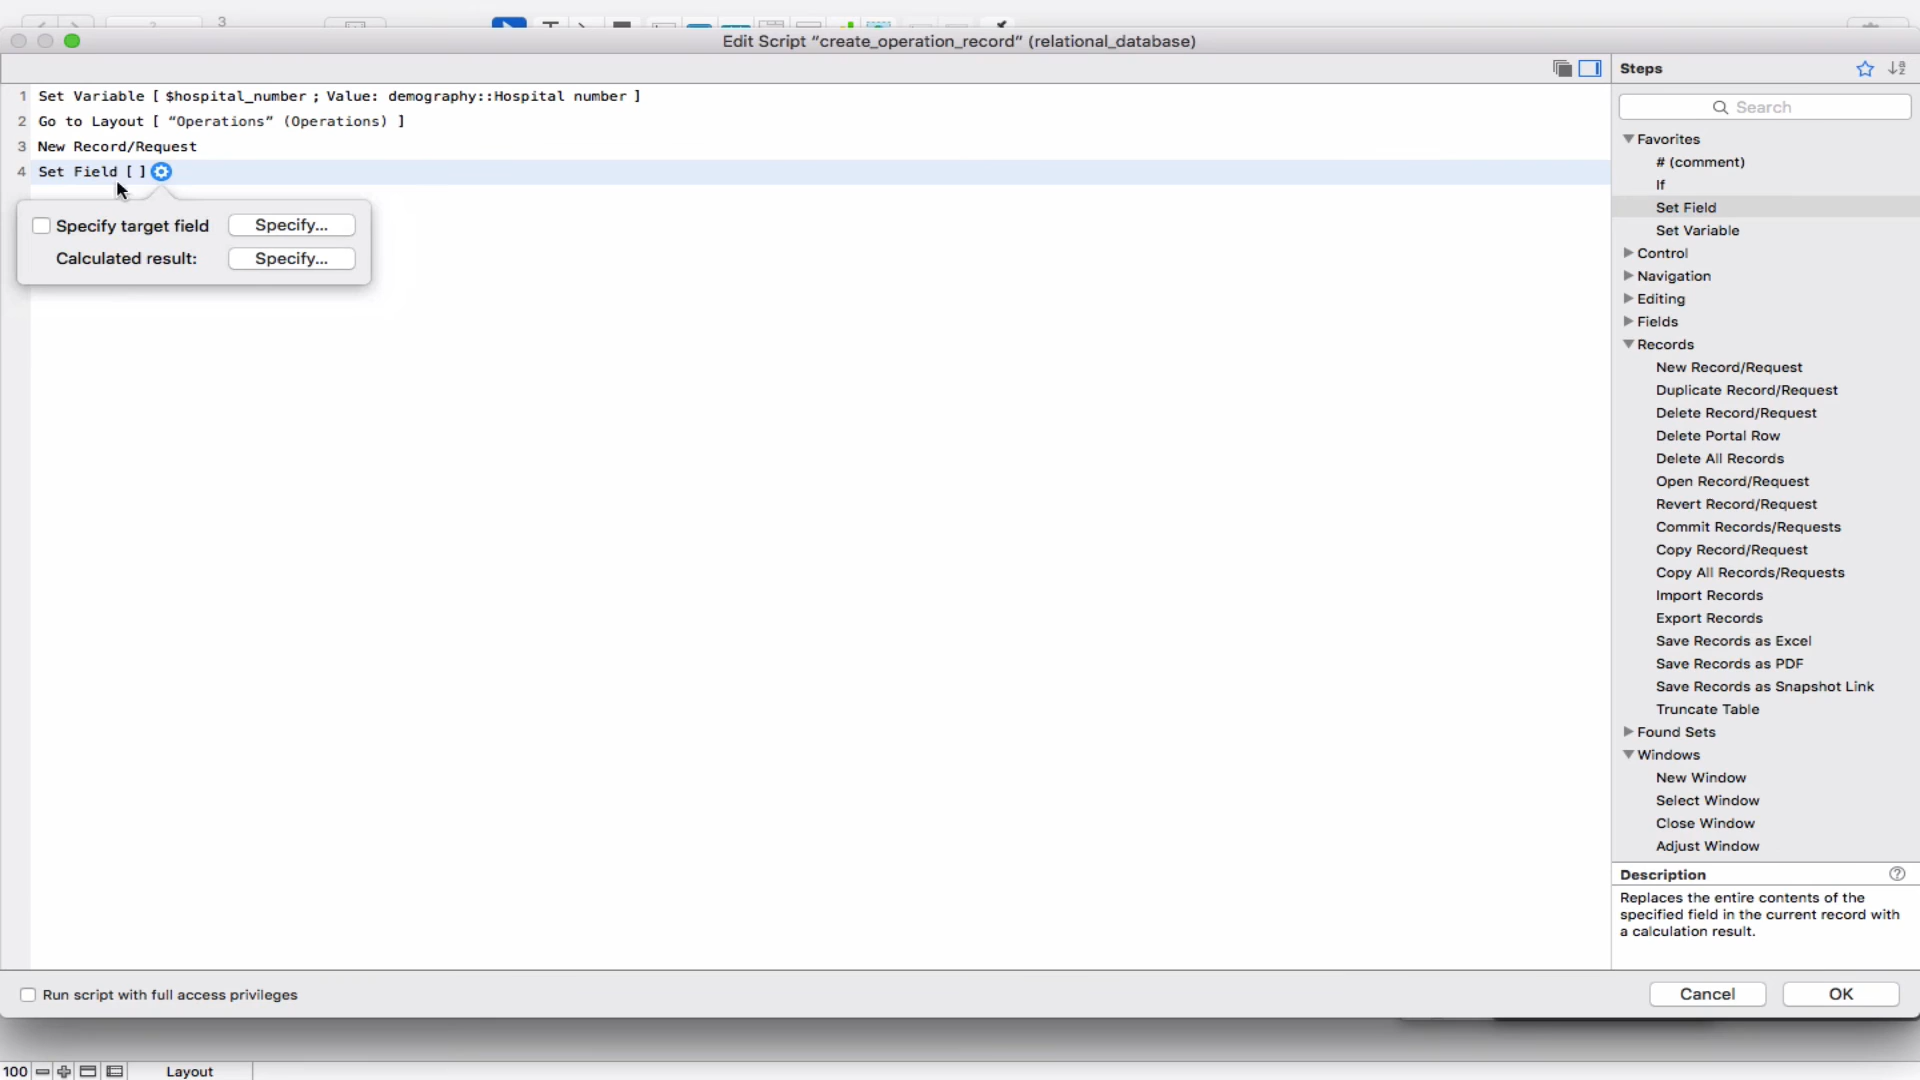 3
Edit Script “create_operation_record” (relational_database)
Steps
Search
1 Set Variable [ $hospital_number ; Value: demography::Hospital number ]
2 Go to Layout [ “Operations” (Operations) ]
3 New Record/Request
4 Set Field [ ]
Specify target field Specify...
Calculated result: Specify...
Favorites
# (comment)
If
Set Field
Set Variable
Control
Navigation
Editing
Fields
Records
New Record/Request
Duplicate Record/Request
Delete Record/Request
Delete Portal Row
Delete All Records
Open Record/Request
Revert Record/Request
Commit Records/Requests
Copy Record/Request
Copy All Records/Requests
Import Records
Export Records
Save Records as Excel
Save Records as PDF
Save Records as Snapshot Link
Truncate Table
Found Sets
Windows
New Window
Select Window
Close Window
Adjust Window
Description
Replaces the entire contents of the
specified field in the current record with
a calculation result.
Run script with full access privileges
Cancel OK
100 Layout